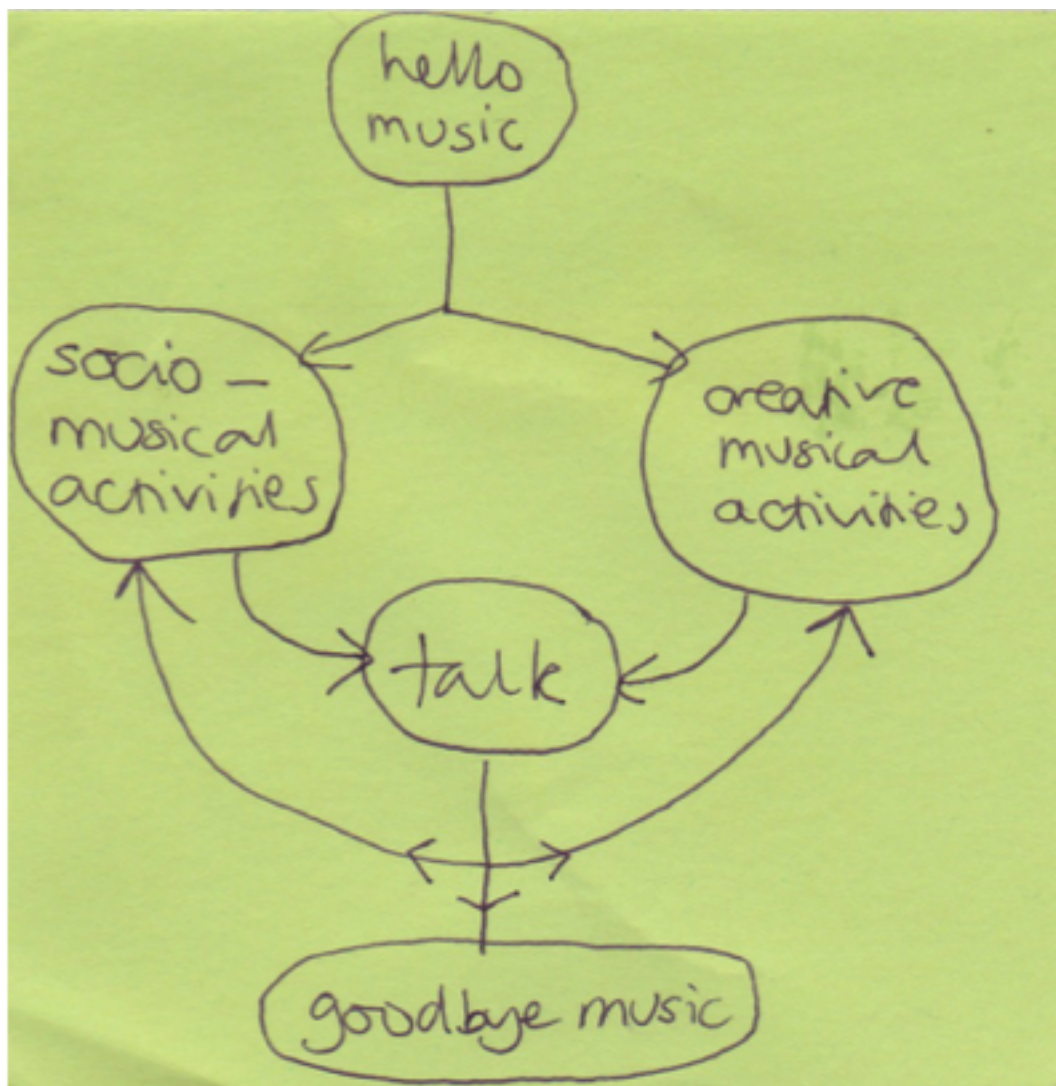 hello
music
socio –
musical
activities
creative
musical
activities
talk
goodbye music